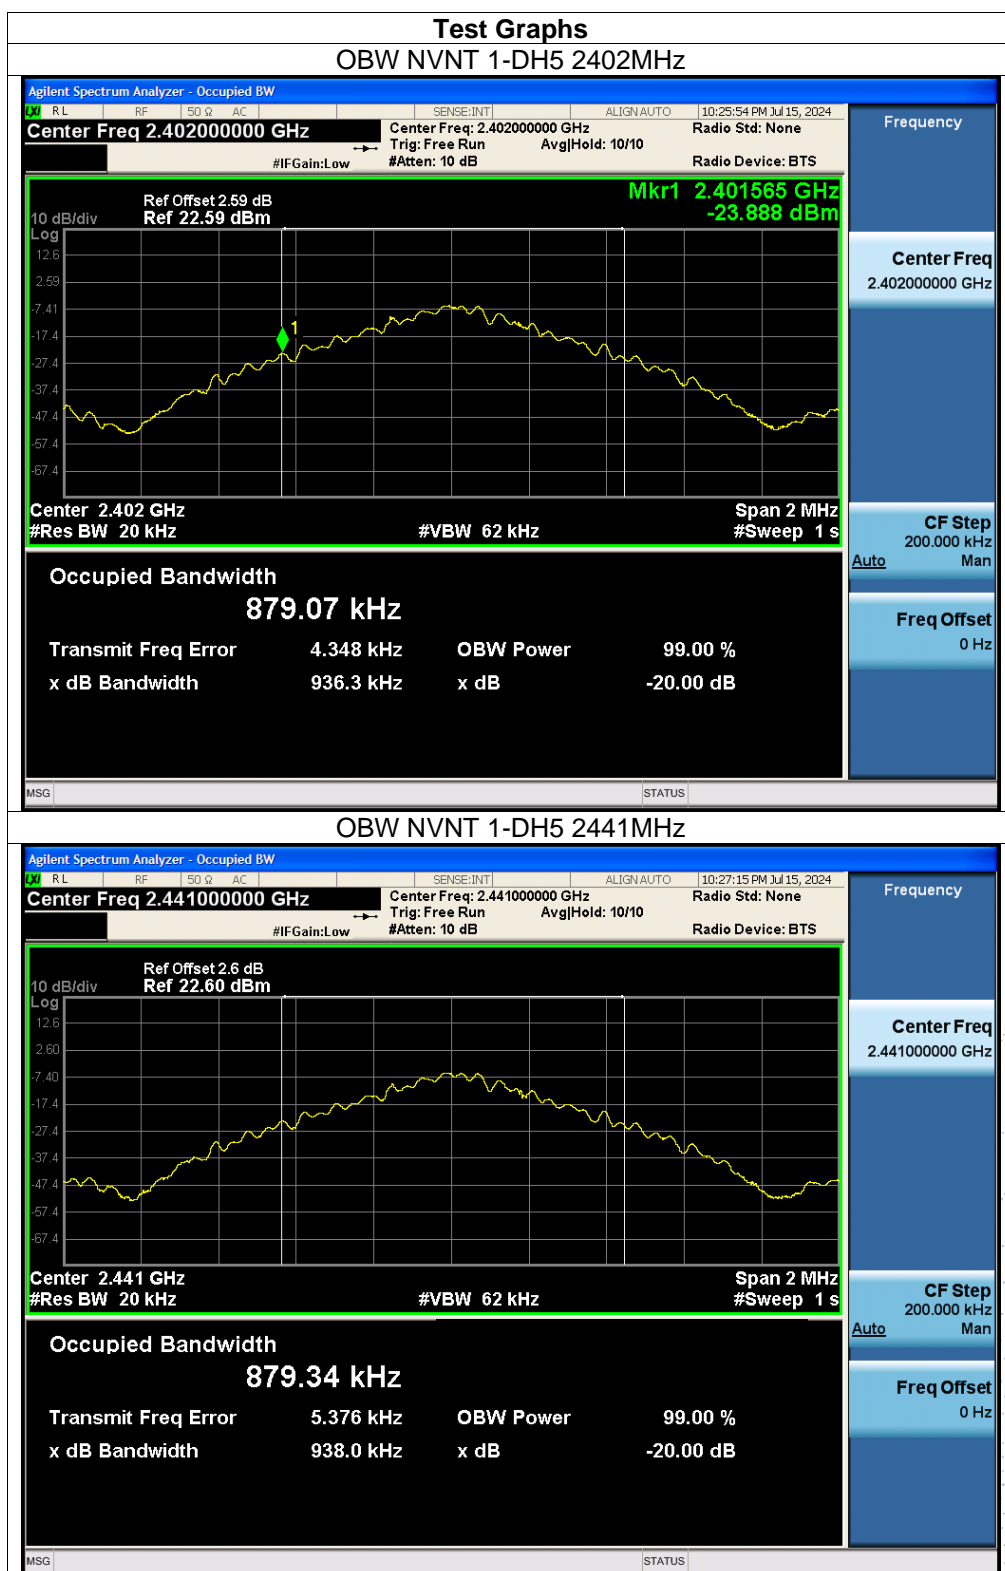 Test Graphs
OBW NVNT 1-DH5 2402MHz
Agilent Spectrum Analyzer - Occupied BW
LXI RL RF 50 Ω AC SENSE:INT ALIGN AUTO 10:25:54 PM Jul 15, 2024
Center Freq 2.402000000 GHz
Center Freq: 2.402000000 GHz Radio Std: None
Trig: Free Run Avg|Hold: 10/10
#IFGain:Low #Atten: 10 dB Radio Device: BTS
Frequency
Mkr1 2.401565 GHz
-23.888 dBm
Ref Offset 2.59 dB
10 dB/div Ref 22.59 dBm
Log
12.6
2.59
-7.41
-17.4
-27.4
-37.4
-47.4
-57.4
-67.4
1
Center Freq
2.402000000 GHz
Center 2.402 GHz Span 2 MHz
#Res BW 20 kHz #VBW 62 kHz #Sweep 1 s
CF Step
200.000 kHz
Auto Man
Occupied Bandwidth
879.07 kHz
Transmit Freq Error 4.348 kHz OBW Power 99.00 %
x dB Bandwidth 936.3 kHz x dB -20.00 dB
Freq Offset
0 Hz
MSG STATUS
OBW NVNT 1-DH5 2441MHz
Agilent Spectrum Analyzer - Occupied BW
LXI RL RF 50 Ω AC SENSE:INT ALIGN AUTO 10:27:15 PM Jul 15, 2024
Center Freq 2.441000000 GHz
Center Freq: 2.441000000 GHz Radio Std: None
Trig: Free Run Avg|Hold: 10/10
#IFGain:Low #Atten: 10 dB Radio Device: BTS
Frequency
Ref Offset 2.6 dB
10 dB/div Ref 22.60 dBm
Log
12.6
2.60
-7.40
-17.4
-27.4
-37.4
-47.4
-57.4
-67.4
Center Freq
2.441000000 GHz
Center 2.441 GHz Span 2 MHz
#Res BW 20 kHz #VBW 62 kHz #Sweep 1 s
CF Step
200.000 kHz
Auto Man
Occupied Bandwidth
879.34 kHz
Transmit Freq Error 5.376 kHz OBW Power 99.00 %
x dB Bandwidth 938.0 kHz x dB -20.00 dB
Freq Offset
0 Hz
MSG STATUS